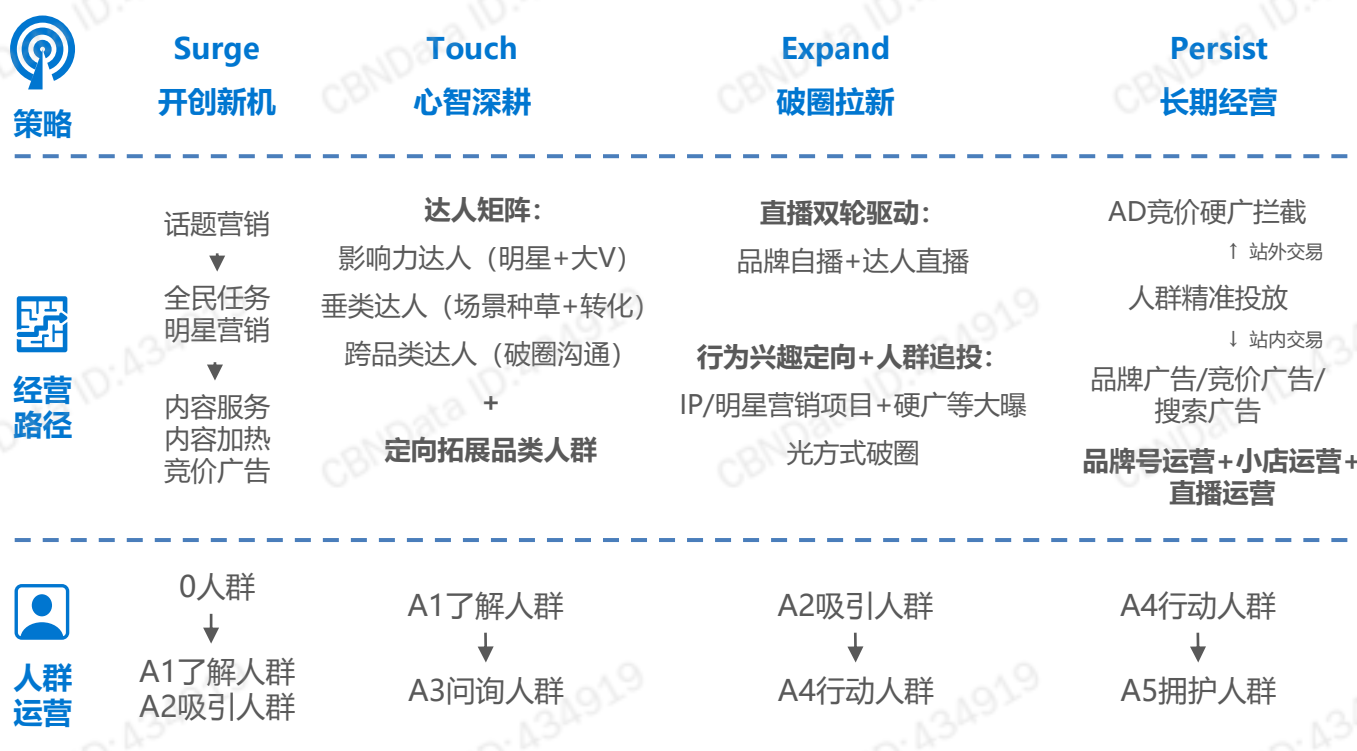 策略
Surge
开创新机
Touch
心智深耕
Expand
破圈拉新
Persist
长期经营
经营
路径
话题营销
▼
全民任务
明星营销
▼
内容服务
内容加热
竞价广告
达人矩阵：
影响力达人（明星+大V）
垂类达人（场景种草+转化）
跨品类达人（破圈沟通）
+
定向拓展品类人群
直播双轮驱动：
品牌自播+达人直播
行为兴趣定向+人群追投：
IP/明星营销项目+硬广等大曝
光方式破圈
AD竞价硬广拦截
↑ 站外交易
人群精准投放
↓ 站内交易
品牌广告/竞价广告/
搜索广告
品牌号运营+小店运营+
直播运营
人群
运营
0人群
↓
A1了解人群
A2吸引人群
A1了解人群
↓
A3问询人群
A2吸引人群
↓
A4行动人群
A4行动人群
↓
A5拥护人群
CBNData ID:434919